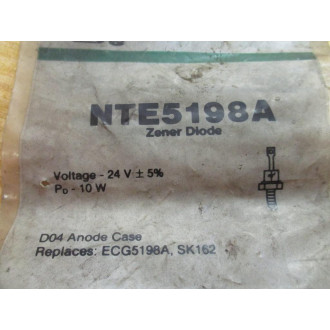 NTE5198A
Zener Diode
Voltage - 24 V ± 5%
PD - 10 W
D04 Anode Case
Replaces: ECG5198A, SK162